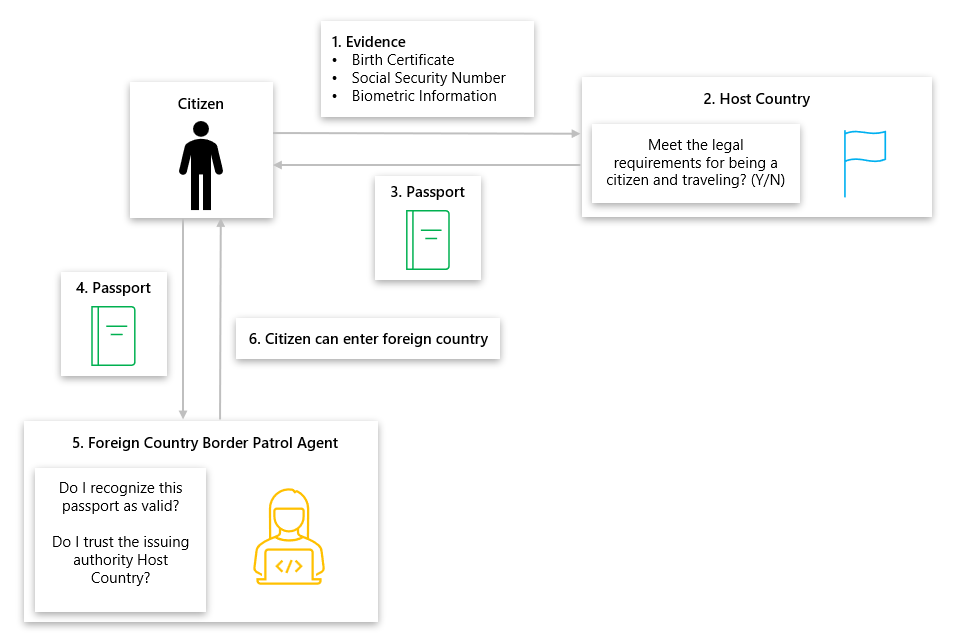 1. Evidence
• Birth Certificate
• Social Security Number
• Biometric Information
Citizen
2. Host Country
Meet the legal
requirements for being a
citizen and traveling? (Y/N)
3. Passport
4. Passport
6. Citizen can enter foreign country
5. Foreign Country Border Patrol Agent
Do I recognize this
passport as valid?
Do I trust the issuing
authority Host
Country?
</>